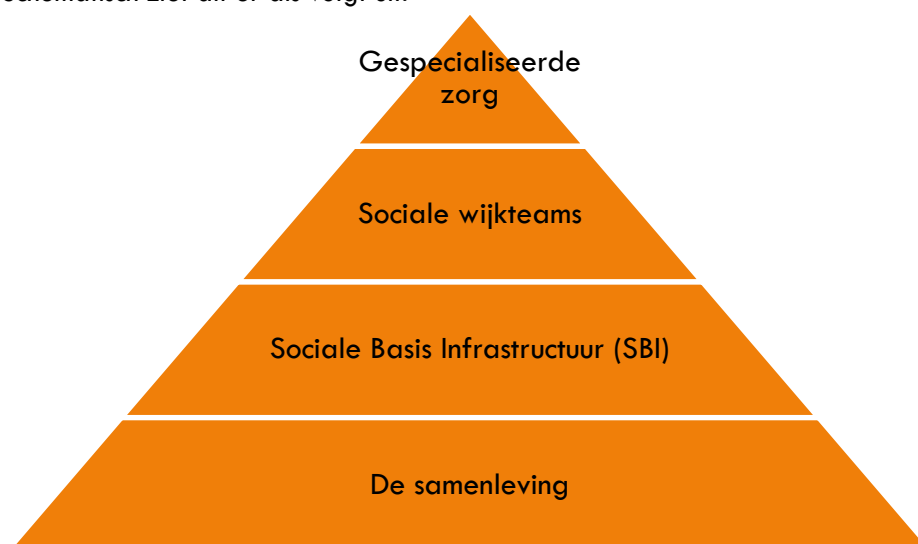 Gespecialiseerde
zorg
Sociale wijkteams
Sociale Basis Infrastructuur (SBI)
De samenleving